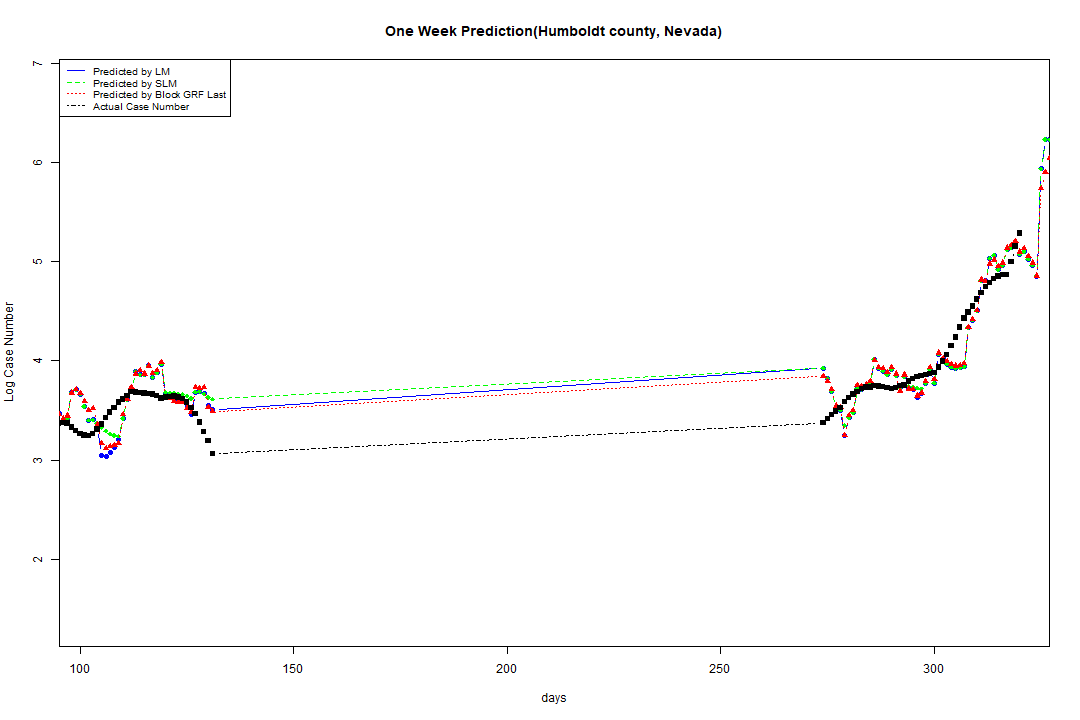 One Week Prediction(Humboldt county, Nevada)
Predicted by LM
Predicted by SLM
Predicted by Block GRF Last
Actual Case Number
7
6
5
4
3
2
Log Case Number
100 150 200 250 300
days